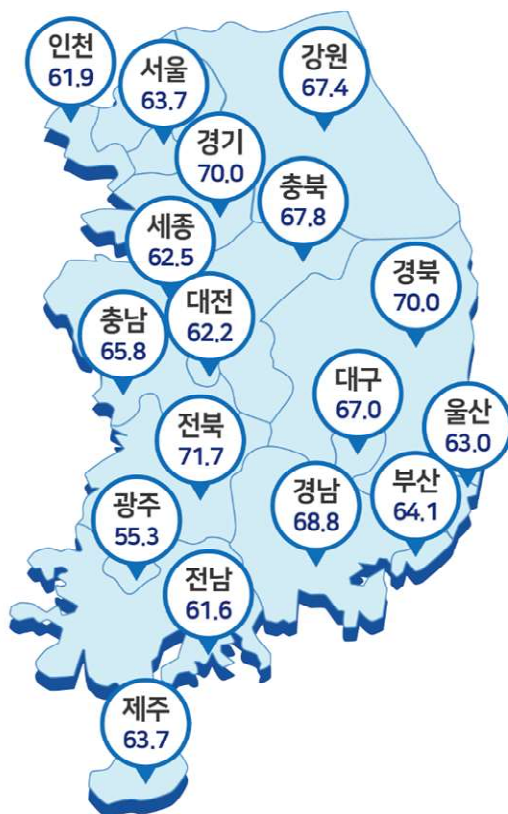 인천
61.9
서울
63.7
강원
67.4
경기
70.0
충북
67.8
세종
62.5
경북
70.0
대전
62.2
충남
65.8
대구
67.0
울산
63.0
전북
71.7
부산
64.1
경남
68.8
광주
55.3
전남
61.6
제주
63.7